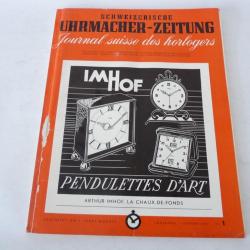 SCHWEIZERISCHE
UHRMACHER-ZEITUNG
Journal suisse des horlogers
IMHOF
PENDULETTES D'ART
ARTHUR IMHOF, LA CHAUX-DE-FONDS